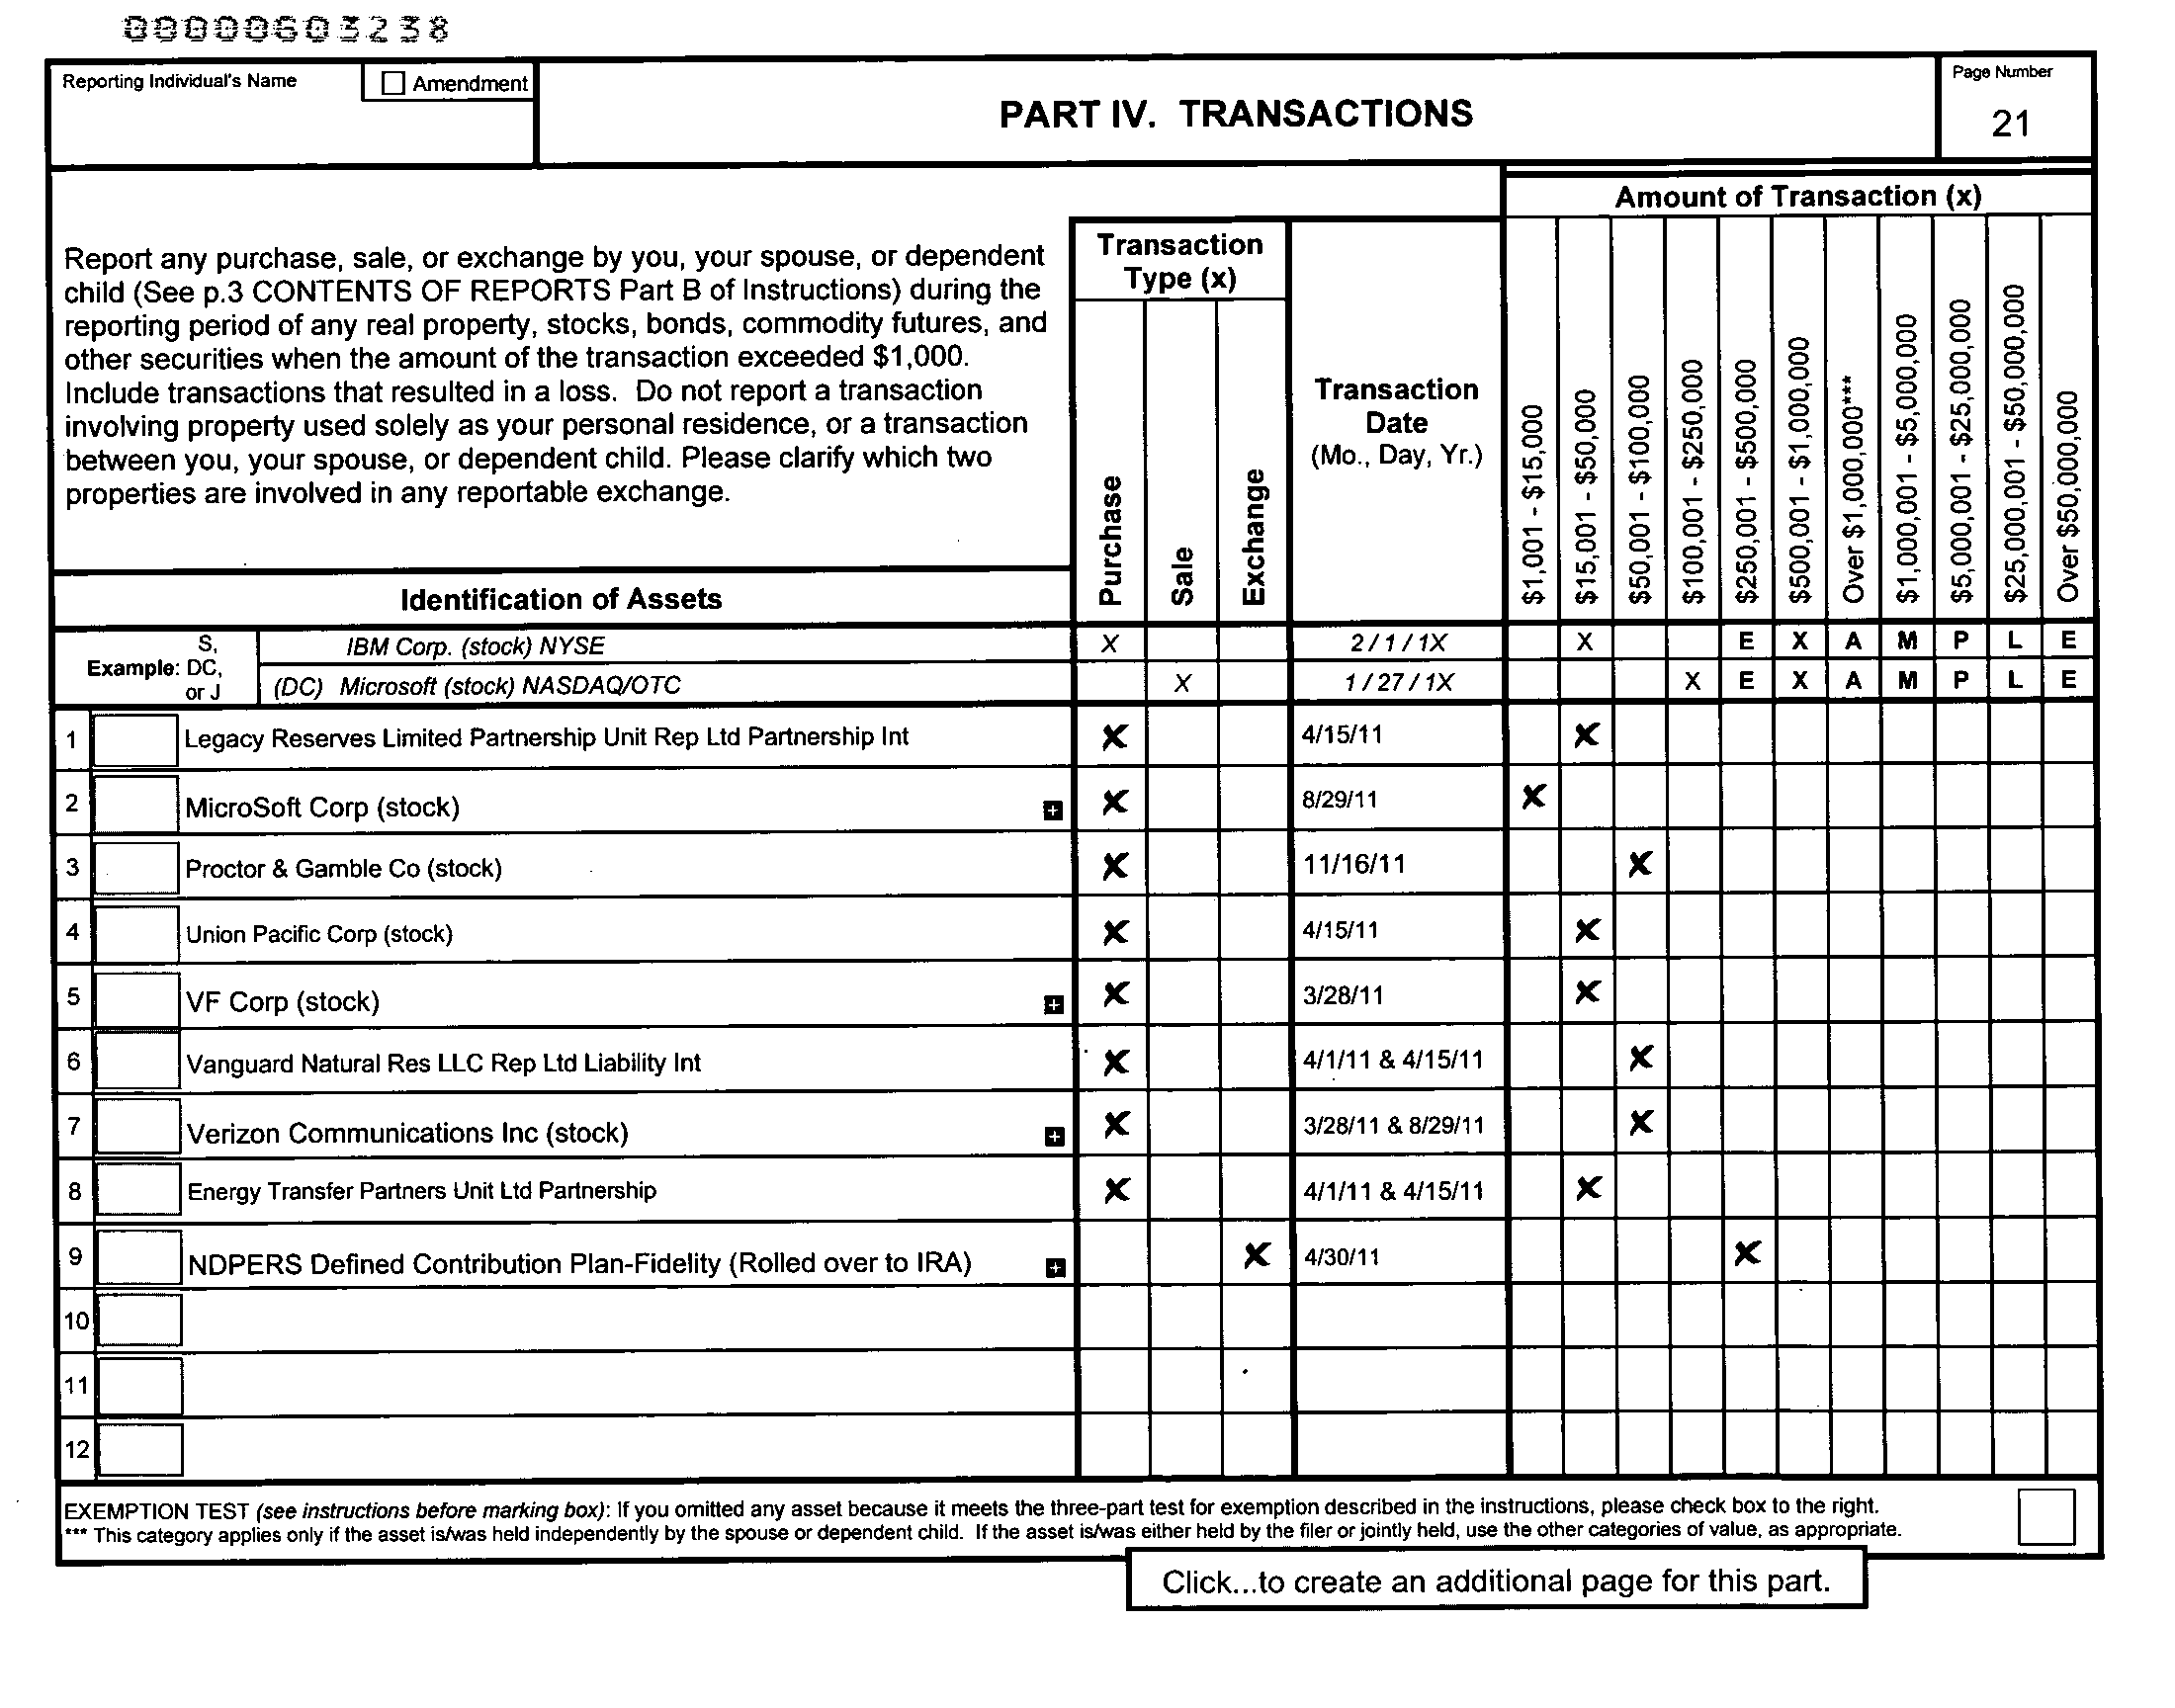 00000603238
Reporting Individual's Name
Amendment
PART IV. TRANSACTIONS
Page Number
21
Report any purchase, sale, or exchange by you, your spouse, or dependent
child (See p.3 CONTENTS OF REPORTS Part B of Instructions) during the
reporting period of any real property, stocks, bonds, commodity futures, and
other securities when the amount of the transaction exceeded $1,000.
Include transactions that resulted in a loss. Do not report a transaction
involving property used solely as your personal residence, or a transaction
between you, your spouse, or dependent child. Please clarify which two
properties are involved in any reportable exchange.
Identification of Assets
Transaction
Type (x)
Purchase
Sale
Exchange
Transaction
Date
(Mo., Day, Yr.)
Amount of Transaction (x)
$1,001 - $15,000
$15,001 - $50,000
$50,001 - $100,000
$100,001 - $250,000
$250,001 - $500,000
$500,001 - $1,000,000
Over $1,000,000***
$1,000,001 - $5,000,000
$5,000,001 - $25,000,000
$25,000,001 - $50,000,000
Over $50,000,000
Example: S, DC, or J
IBM Corp. (stock) NYSE X 2 / 1 / 1X X E X A M P L E
(DC) Microsoft (stock) NASDAQ/OTC X 1 / 27 / 1X X E X A M P L E
1 Legacy Reserves Limited Partnership Unit Rep Ltd Partnership Int X 4/15/11 X
2 MicroSoft Corp (stock) + X 8/29/11 X
3 Proctor & Gamble Co (stock) X 11/16/11 X
4 Union Pacific Corp (stock) X 4/15/11 X
5 VF Corp (stock) + X 3/28/11 X
6 Vanguard Natural Res LLC Rep Ltd Liability Int X 4/1/11 & 4/15/11 X
7 Verizon Communications Inc (stock) + X 3/28/11 & 8/29/11 X
8 Energy Transfer Partners Unit Ltd Partnership X 4/1/11 & 4/15/11 X
9 NDPERS Defined Contribution Plan-Fidelity (Rolled over to IRA) + X 4/30/11 X
10
11
12
EXEMPTION TEST (see instructions before marking box): If you omitted any asset because it meets the three-part test for exemption described in the instructions, please check box to the right.
*** This category applies only if the asset is/was held independently by the spouse or dependent child. If the asset is/was either held by the filer or jointly held, use the other categories of value, as appropriate.
Click...to create an additional page for this part.